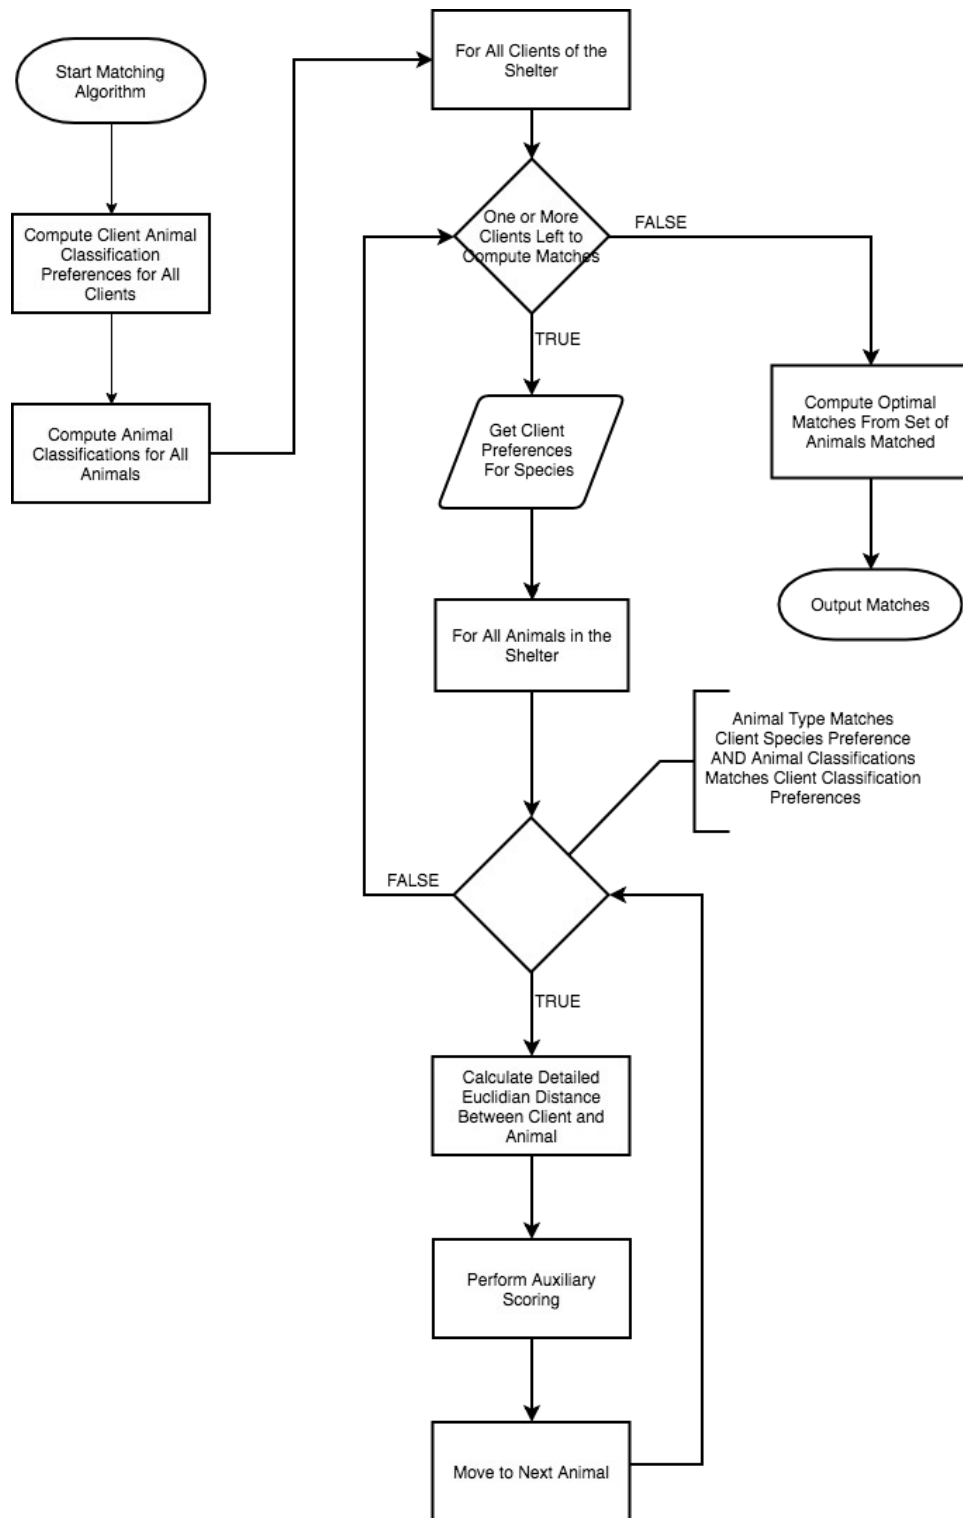 Start Matching
Algorithm
Compute Client Animal
Classification
Preferences for All
Clients
Compute Animal
Classifications for All
Animals
For All Clients of the
Shelter
One or More
Clients Left to
Compute Matches
FALSE
TRUE
Get Client
Preferences
For Species
Compute Optimal
Matches From Set of
Animals Matched
Output Matches
For All Animals in the
Shelter
Animal Type Matches
Client Species Preference
AND Animal Classifications
Matches Client Classification
Preferences
FALSE
TRUE
Calculate Detailed
Euclidian Distance
Between Client and
Animal
Perform Auxiliary
Scoring
Move to Next Animal